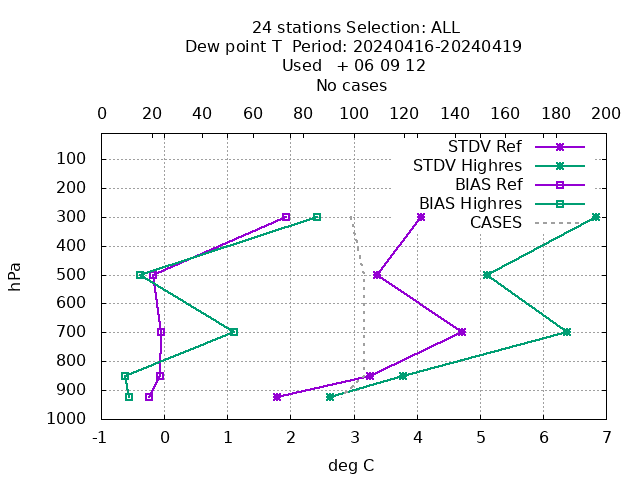 24 stations Selection: ALL
Dew point T  Period: 20240416-20240419
Used   + 06 09 12
No cases
0 20 40 60 80 100 120 140 160 180 200
STDV Ref
STDV Highres
BIAS Ref
BIAS Highres
CASES
100
200
300
400
500
600
700
800
900
1000
hPa
-1 0 1 2 3 4 5 6 7
deg C